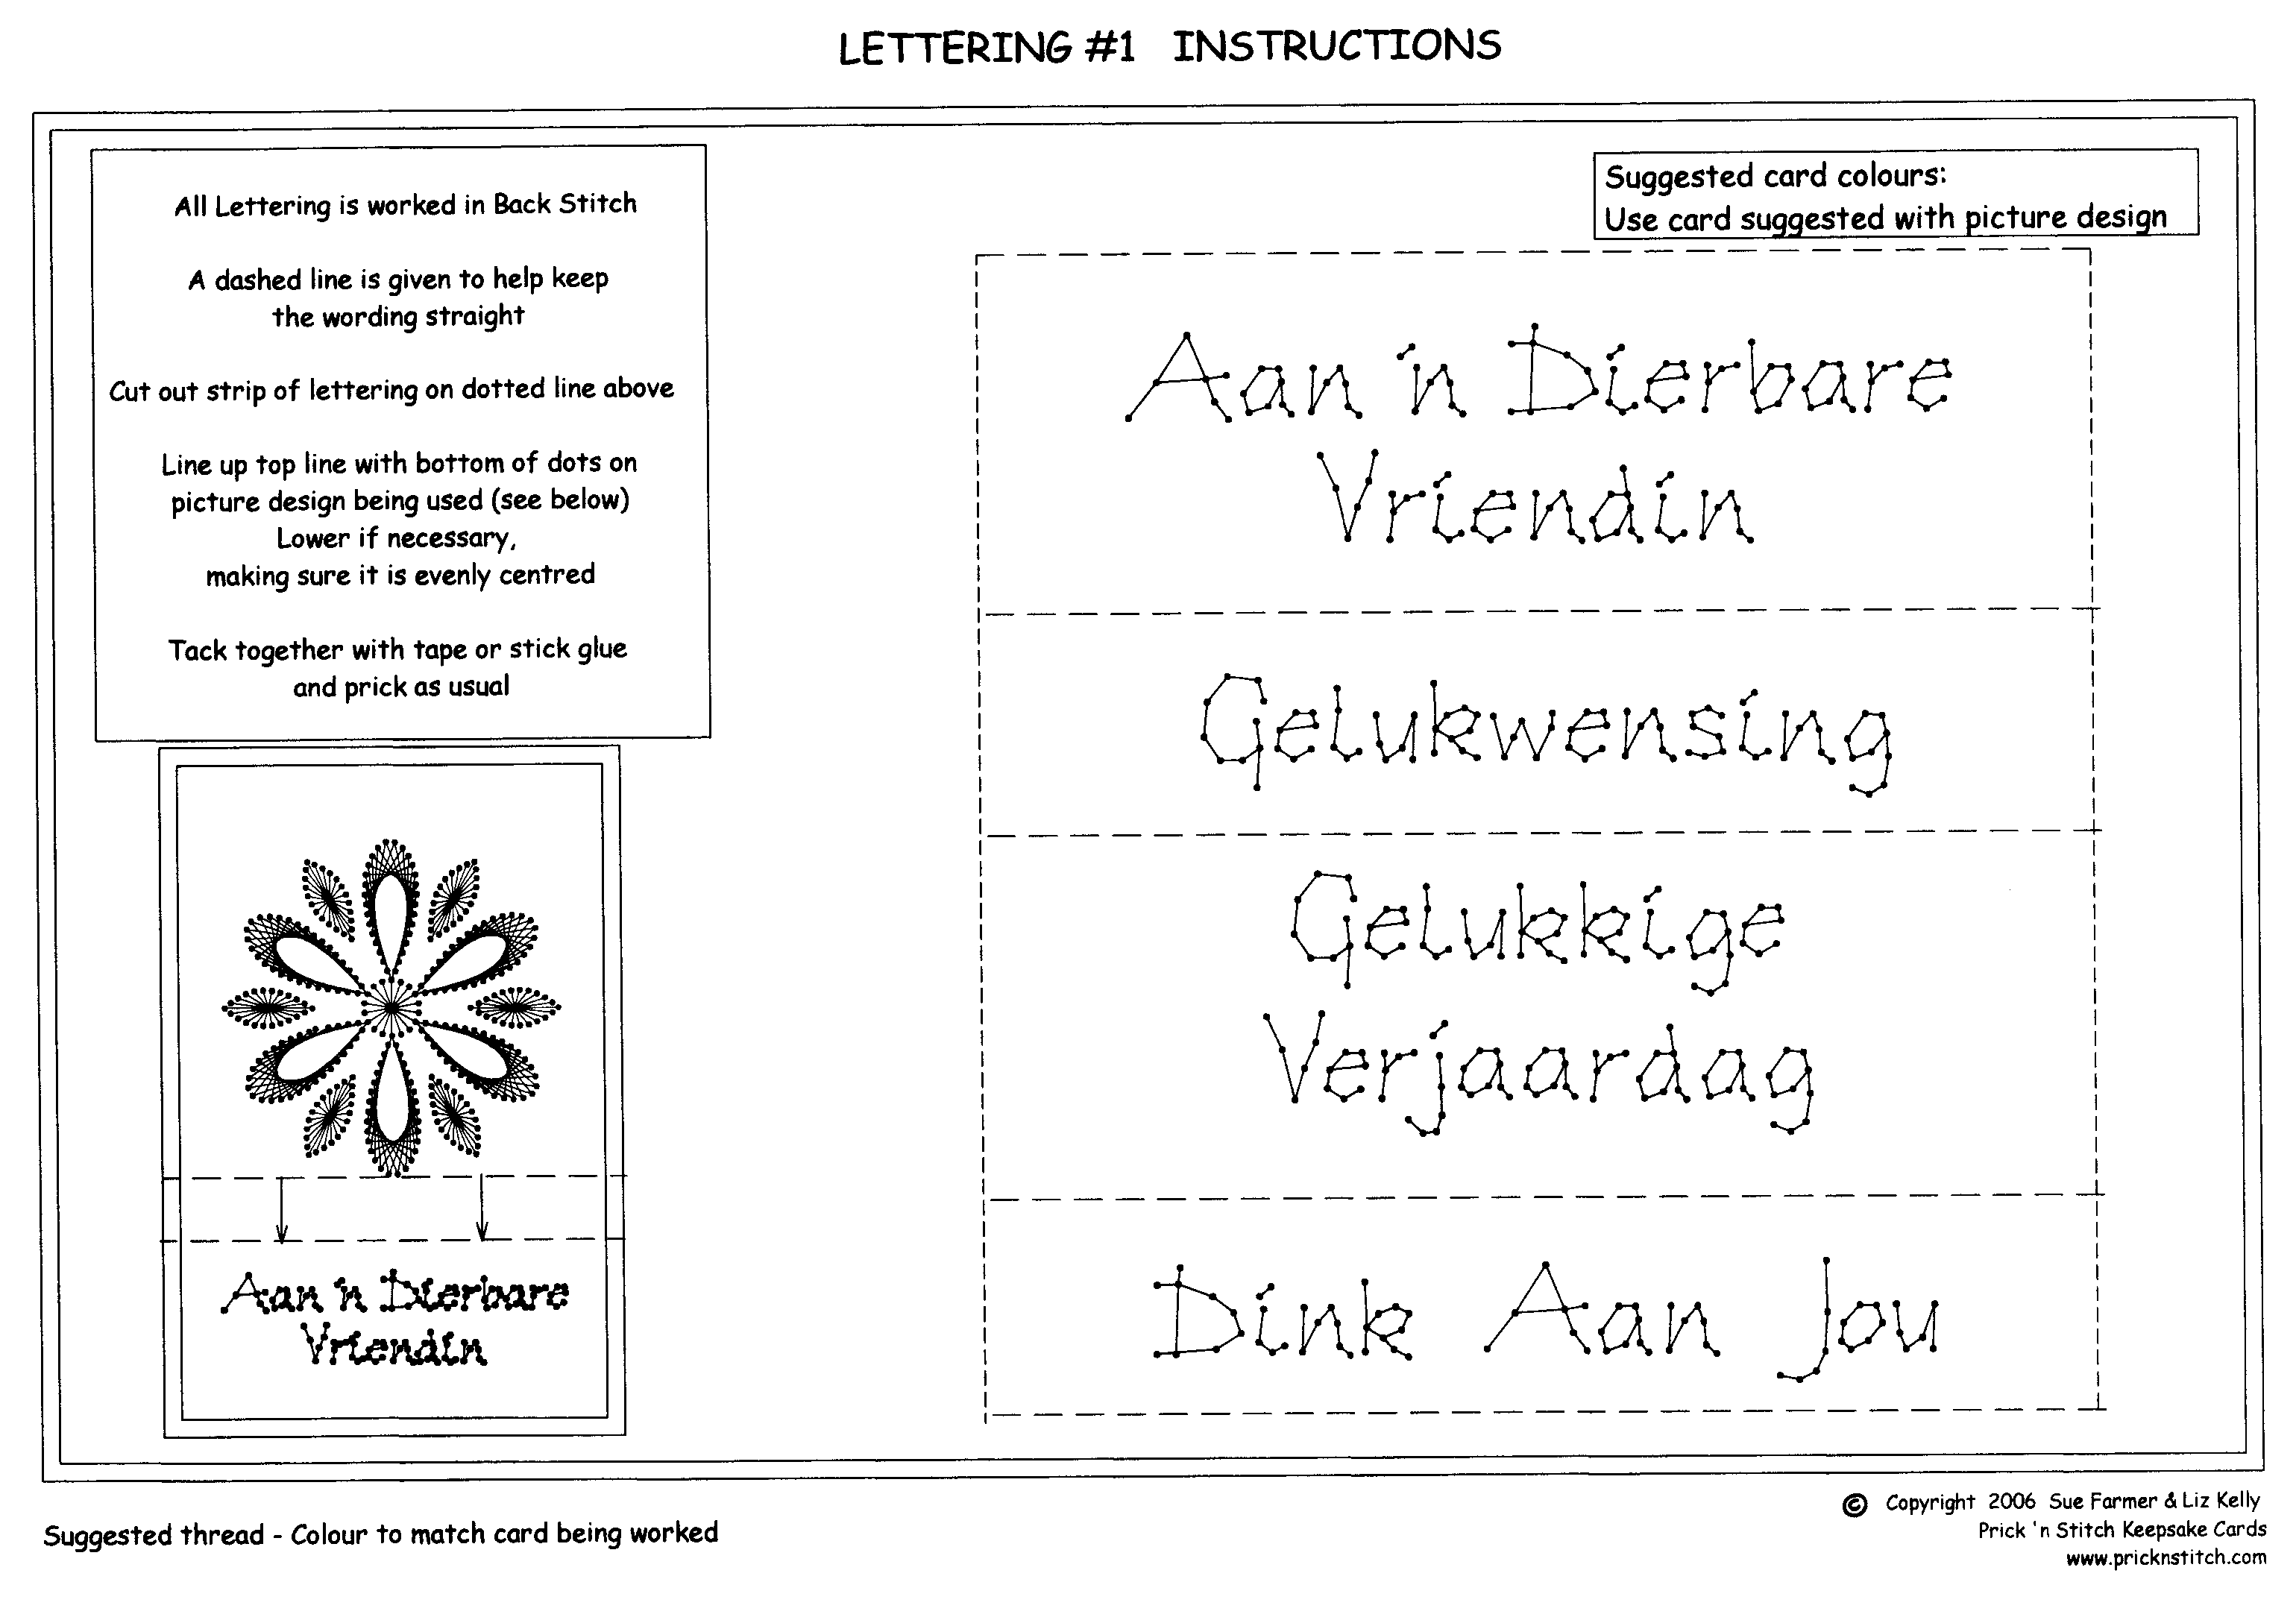 LETTERING #1 INSTRUCTIONS
All Lettering is worked in Back Stitch
A dashed line is given to help keep
the wording straight
Cut out strip of lettering on dotted line above
Line up top line with bottom of dots on
picture design being used (see below)
Lower if necessary,
making sure it is evenly centred
Tack together with tape or stick glue
and prick as usual
Aan 'n Dierbare
Vriendin
Suggested card colours:
Use card suggested with picture design
Aan 'n Dierbare
Vriendin
Gelukwensing
Gelukkige
Verjaardag
Dink Aan Jou
Suggested thread - Colour to match card being worked
© Copyright 2006 Sue Farmer & Liz Kelly
Prick 'n Stitch Keepsake Cards
www.pricknstitch.com